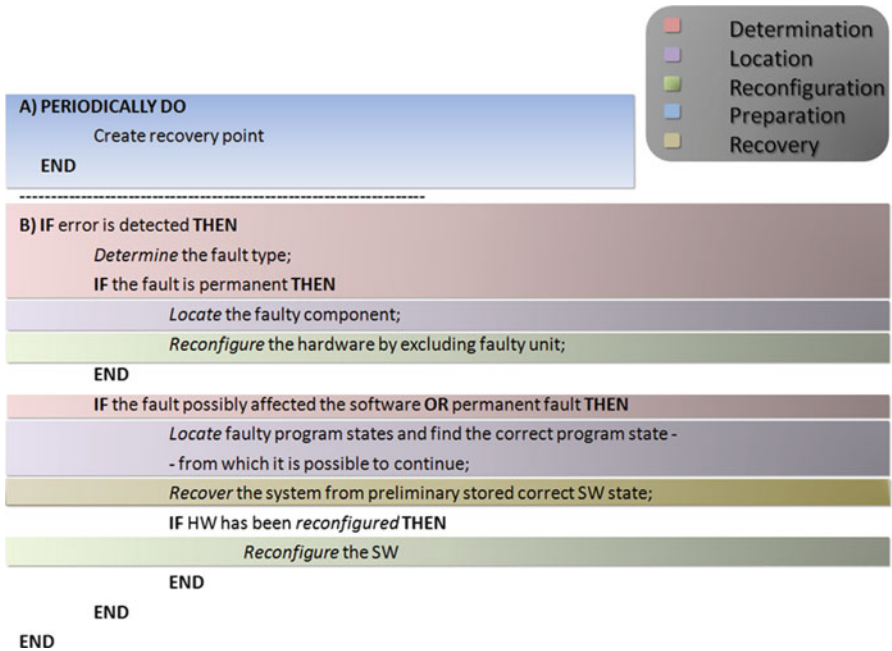 Determination
Location
Reconfiguration
Preparation
Recovery
A) PERIODICALLY DO
Create recovery point
END
--------------------------------------------------------------------
B) IF error is detected THEN
Determine the fault type;
IF the fault is permanent THEN
Locate the faulty component;
Reconfigure the hardware by excluding faulty unit;
END
IF the fault possibly affected the software OR permanent fault THEN
Locate faulty program states and find the correct program state -
- from which it is possible to continue;
Recover the system from preliminary stored correct SW state;
IF HW has been reconfigured THEN
Reconfigure the SW
END
END
END